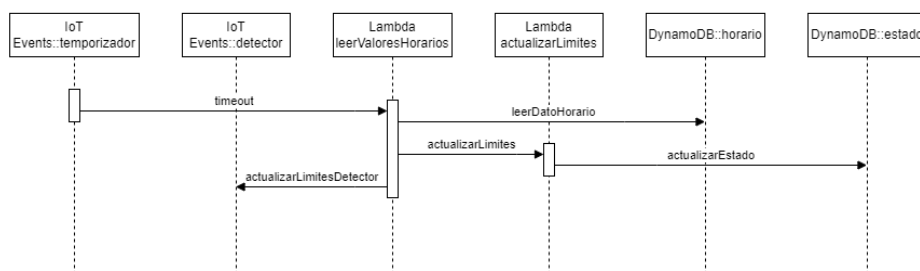 IoT
Events::temporizador
IoT
Events::detector
Lambda
leerValoresHorarios
Lambda
actualizarLimites
DynamoDB::horario
DynamoDB::estado
timeout
leerDatoHorario
actualizarLimites
actualizarEstado
actualizarLimitesDetector